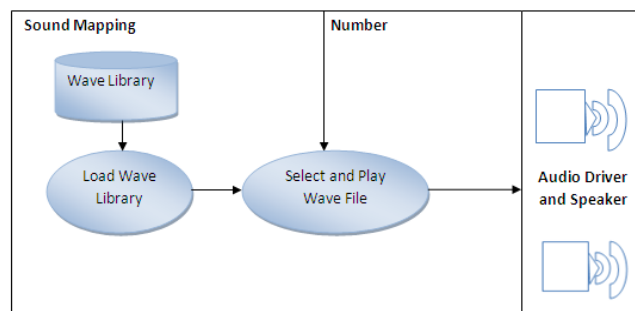 Sound Mapping
Number
Wave Library
Load Wave
Library
Select and Play
Wave File
Audio Driver
and Speaker